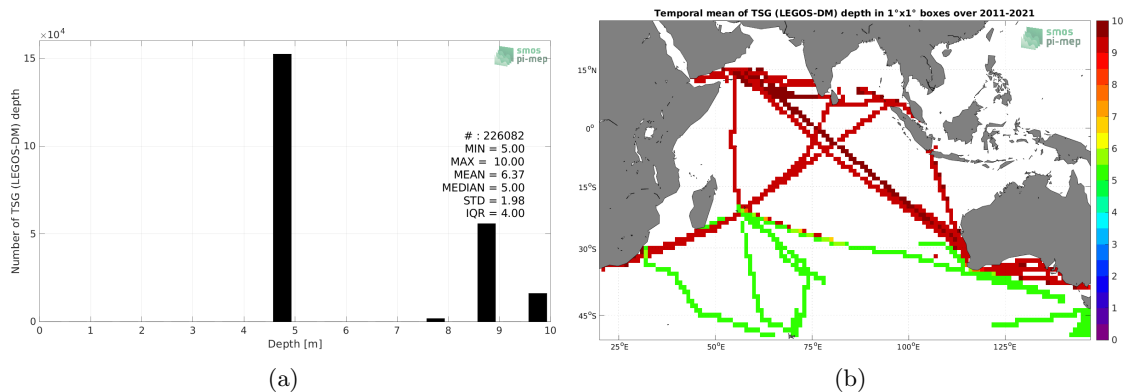 ×10⁴
15
10
5
0
Number of TSG (LEGOS-DM) depth
smos
pi-mep
# : 226082
MIN = 5.00
MAX = 10.00
MEAN = 6.37
MEDIAN = 5.00
STD = 1.98
IQR = 4.00
0 1 2 3 4 5 6 7 8 9 10
Depth [m]
(a)
Temporal mean of TSG (LEGOS-DM) depth in 1°x1° boxes over 2011-2021
smos
pi-mep
15°N
0°
15°S
30°S
45°S
25°E 50°E 75°E 100°E 125°E
10
9
8
7
6
5
4
3
2
1
0
(b)